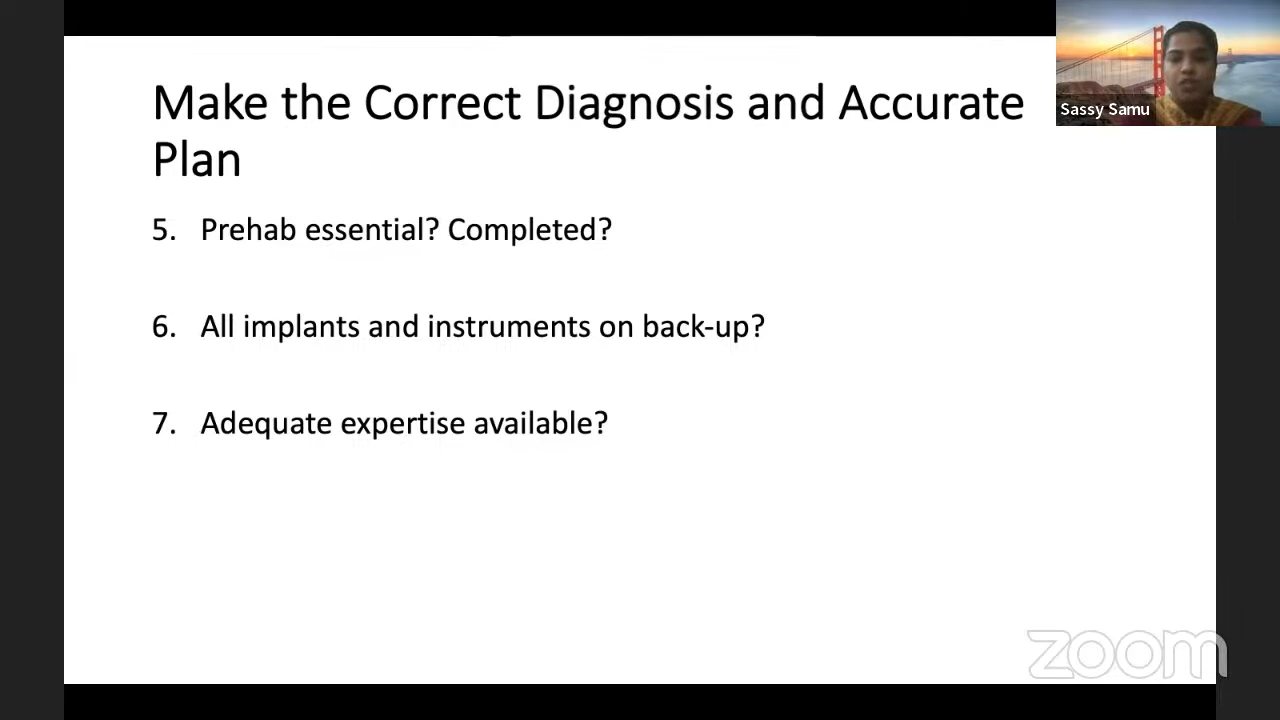 Make the Correct Diagnosis and Accurate
Plan
5. Prehab essential? Completed?
6. All implants and instruments on back-up?
7. Adequate expertise available?
Sassy Samu
zoom